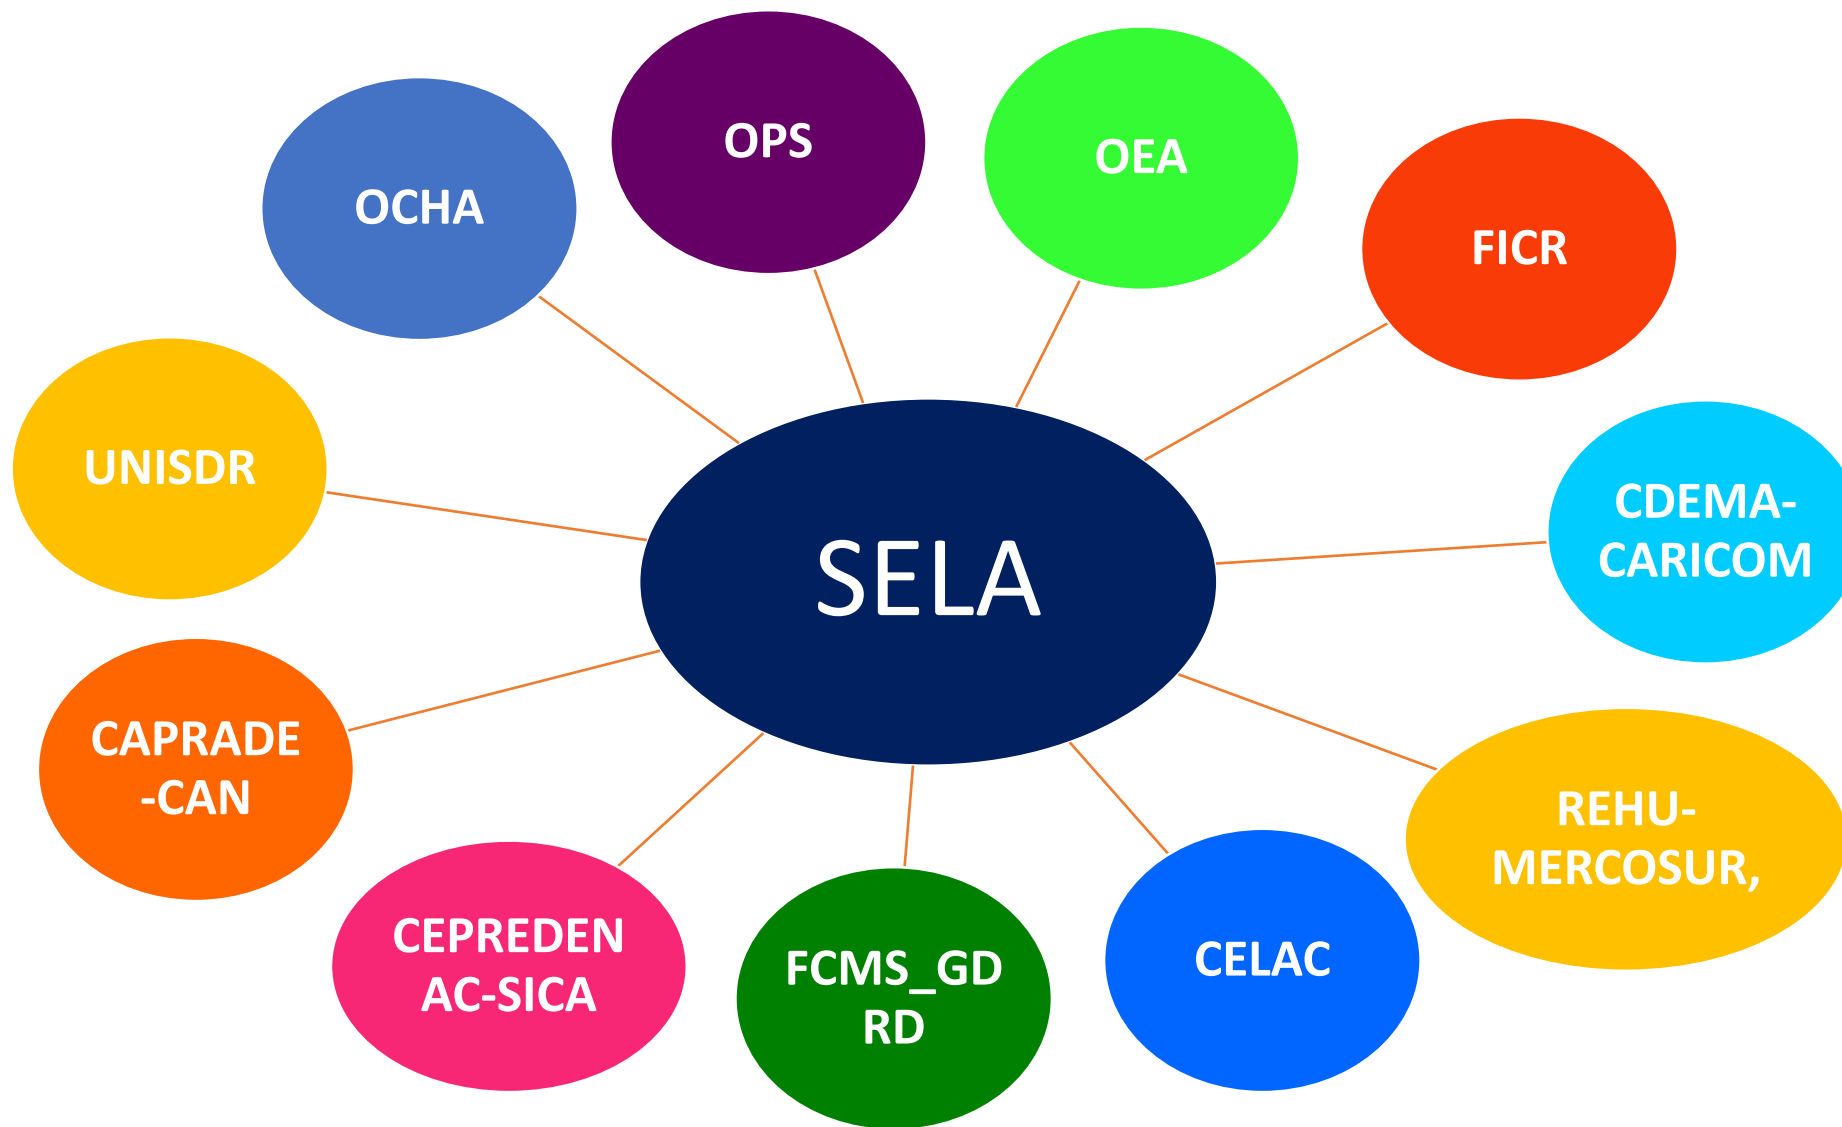 OPS
OEA
OCHA
FICR
UNISDR
SELA
CDEMA-
CARICOM
CAPRADE
-CAN
REHU-
MERCOSUR,
CEPREDEN
AC-SICA
FCMS_GD
RD
CELAC